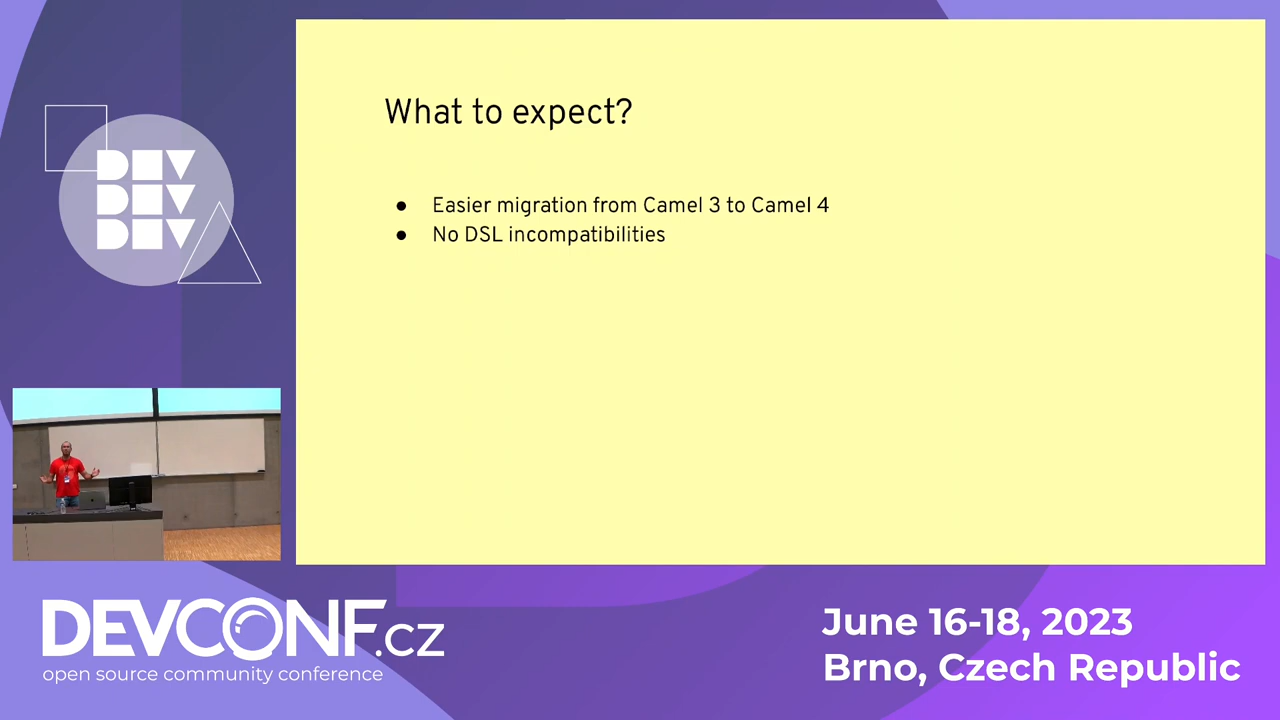 DEV
DEV
DEV
What to expect?
● Easier migration from Camel 3 to Camel 4
● No DSL incompatibilities
DEVCONF.cz
open source community conference
June 16-18, 2023
Brno, Czech Republic